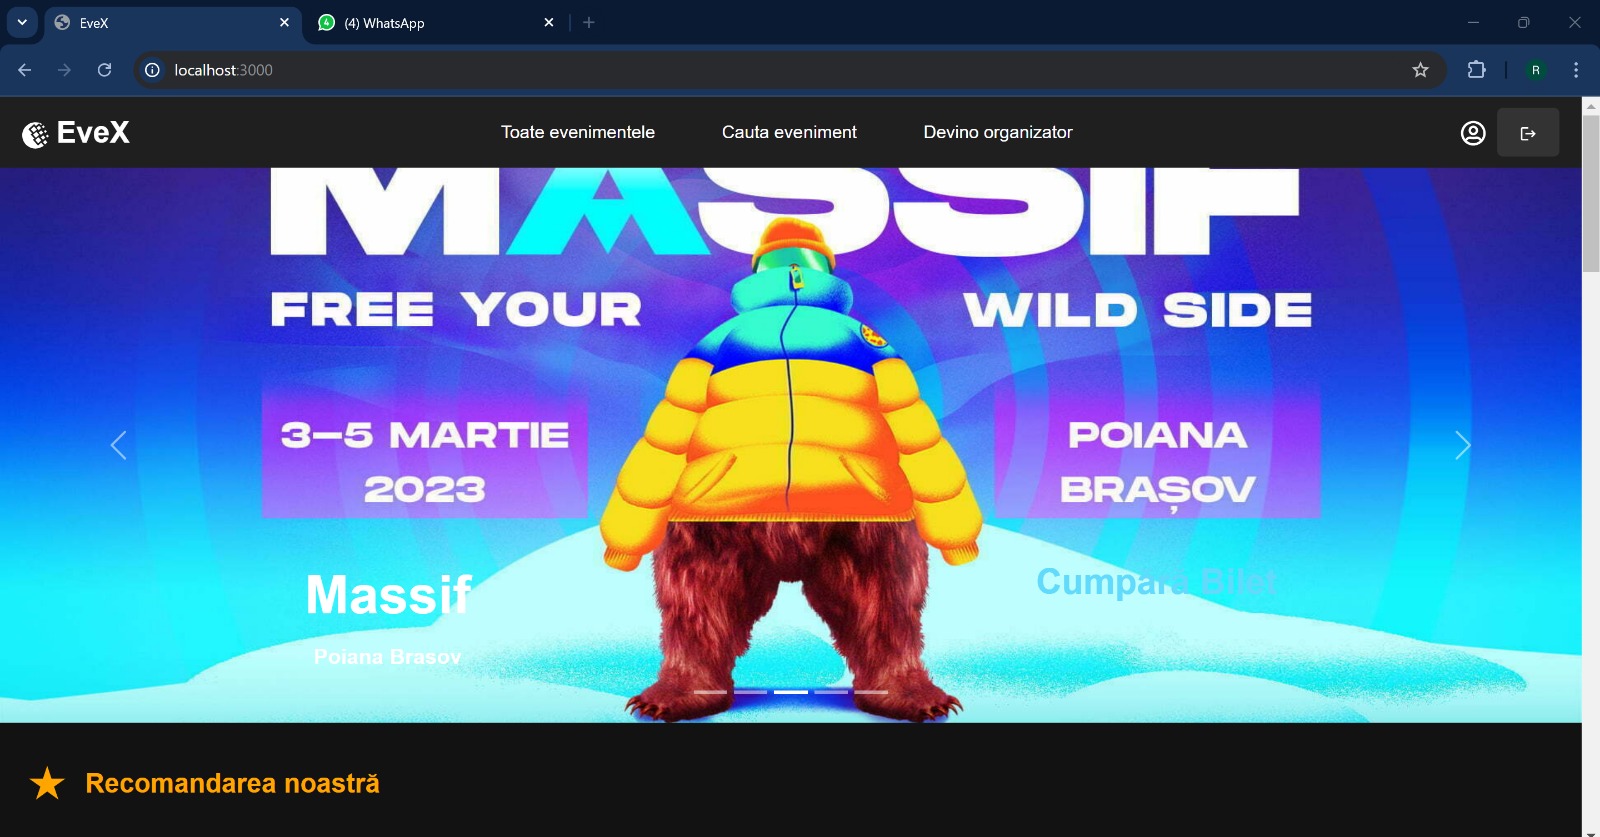 EveX
(4) WhatsApp
localhost:3000
R
EveX
Toate evenimentele
Cauta eveniment
Devino organizator
MASSIF
FREE YOUR
WILD SIDE
3–5 MARTIE
2023
POIANA
BRAȘOV
Massif
Cumpară Bilet
Poiana Brasov
Recomandarea noastră